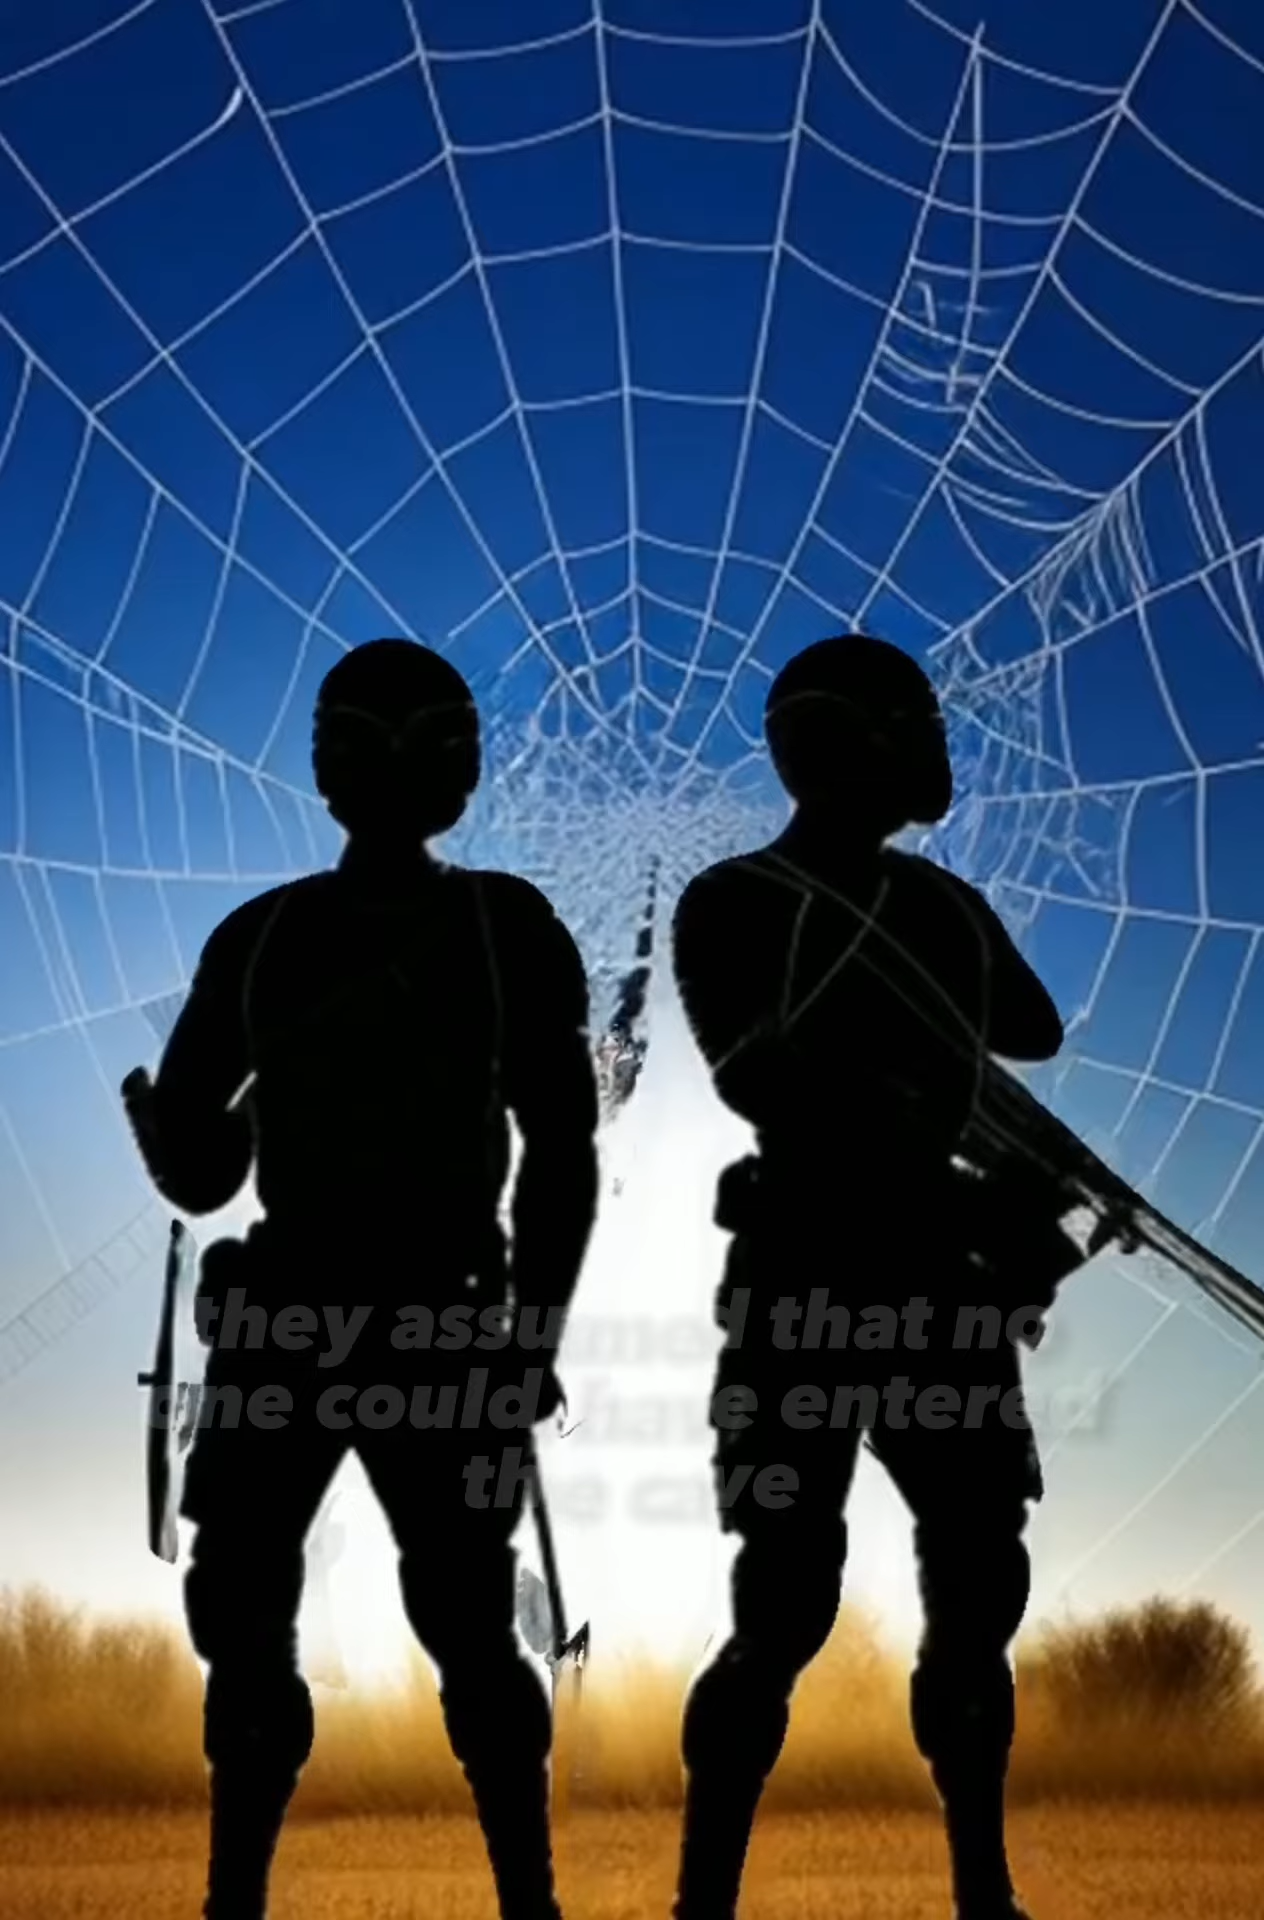 they assumed that no
one could have entered
the cave